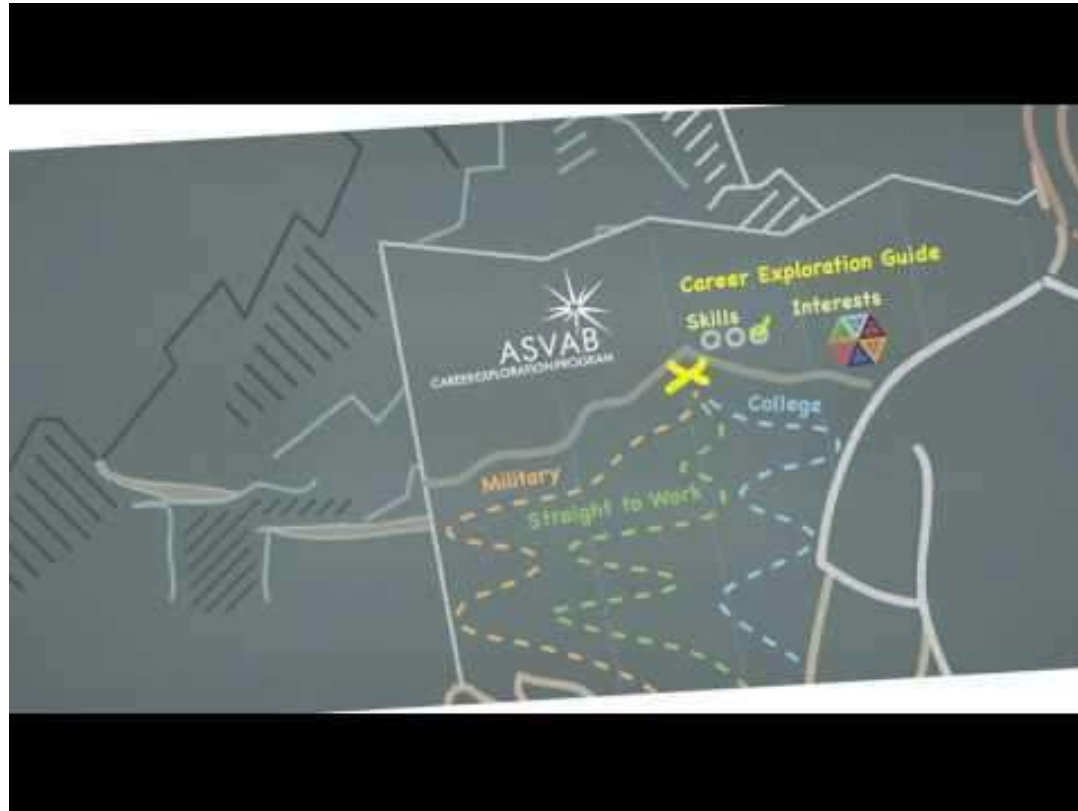 Career Exploration Guide
Skills
Interests
ASVAB
CAREER EXPLORATION PROGRAM
College
Military
Straight to Work